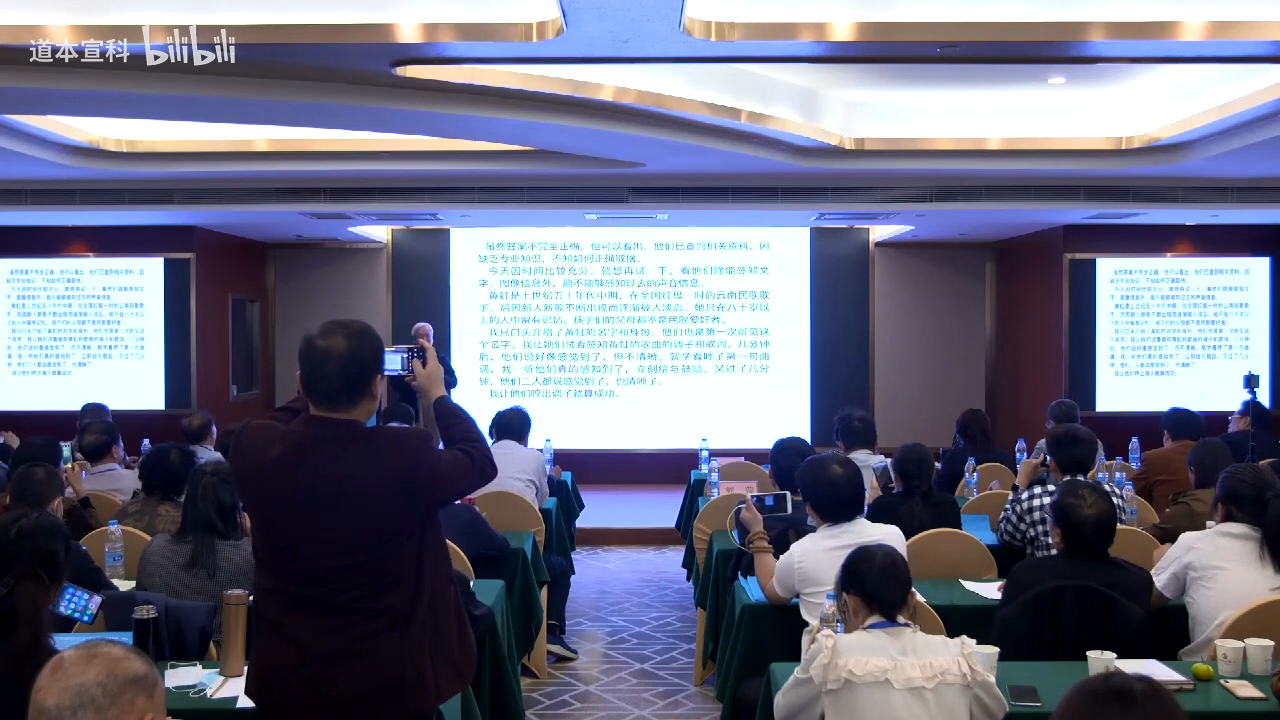 道本宣科 bilibili
虽然答案不完全正确，但可以看出，他们已查到相关资料，因
缺乏专业知识，不知如何正确取舍。
今天因时间比较充分。就想再试一下，看他们除能感知文
字、图像信息外，能不能够感知过去的声音信息。
黄虹是上世纪五十年代中期，在全国红极一时的云南民歌歌
手，后因新人新歌不断出现而逐渐被人淡忘。她只在八十岁以
上的人中留有记忆，孩子们的父母都不是民歌爱好者。
我只口头介绍了黄虹的名字和身份，他们也是第一次听见这
个名字。我让她们试着感知黄虹的歌曲的调子和歌词。几分钟
后，他们说好像感觉到了，但不清晰，就学着哼了第一句曲
调，我一听他们真的感知到了，立刻给与鼓励。又过了几分
钟，他们三人都说感觉到了，也清晰了。
我让他们哼出调子就算成功。